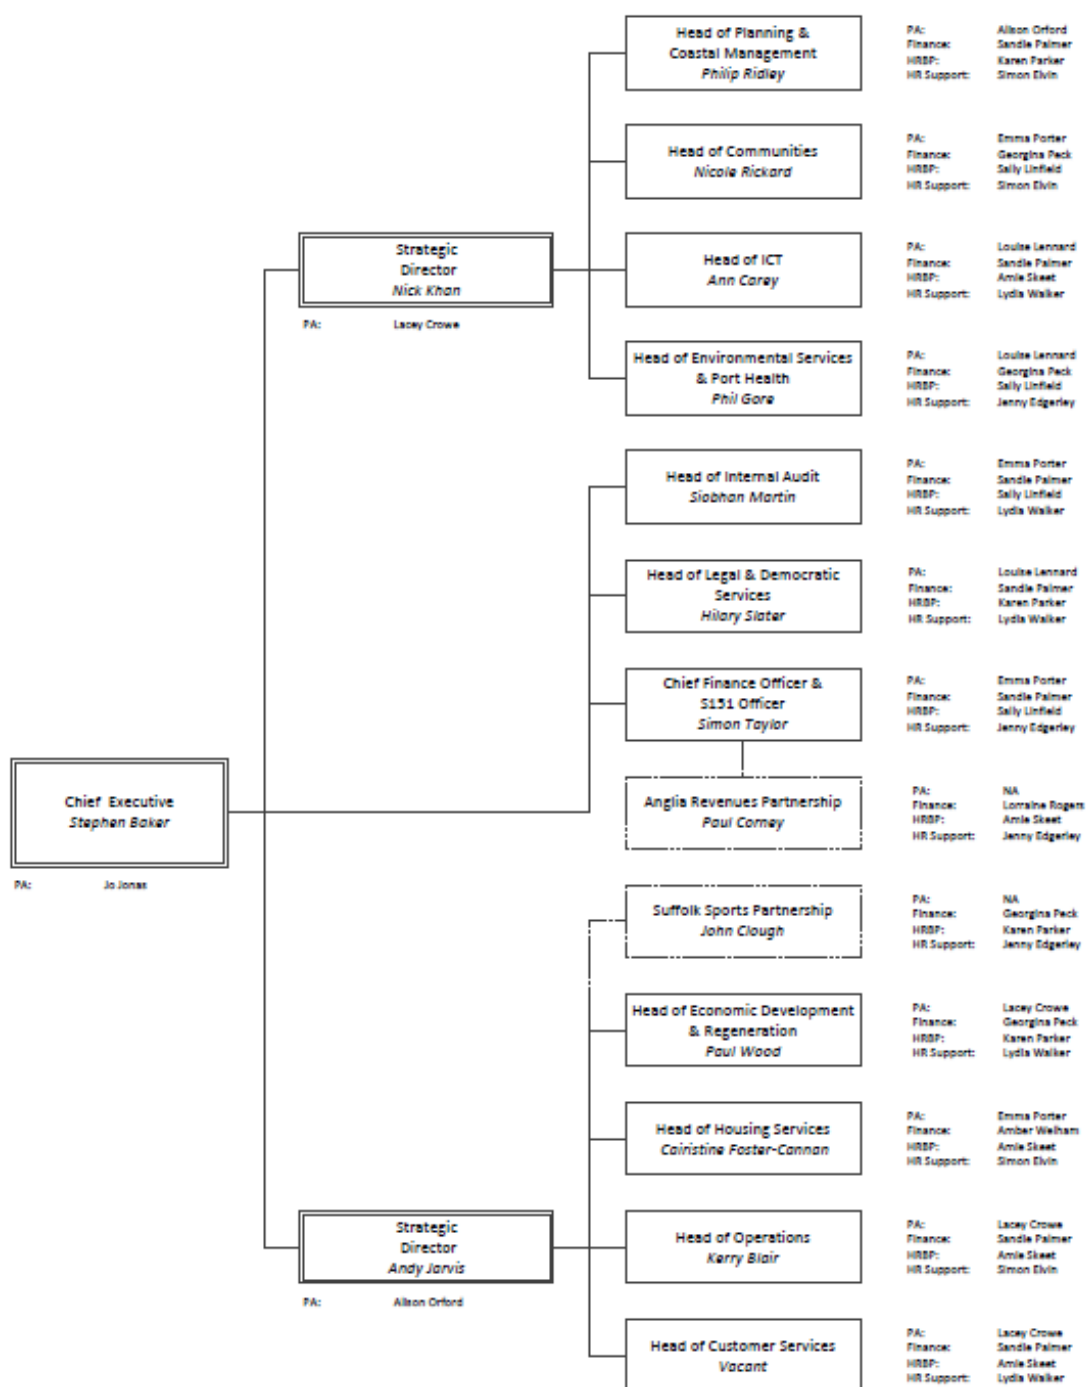 Head of Planning &
Coastal Management
Philip Ridley
PA: Alison Orford
Finance: Sandie Palmer
HRBP: Karen Parker
HR Support: Simon Elvin
Head of Communities
Nicole Rickard
PA: Emma Porter
Finance: Georgina Peck
HRBP: Sally Linfield
HR Support: Simon Elvin
Strategic
Director
Nick Khan
PA: Lacey Crowe
Head of ICT
Ann Carey
PA: Louise Lennard
Finance: Sandie Palmer
HRBP: Amie Skeet
HR Support: Lydia Walker
Head of Environmental Services
& Port Health
Phil Gore
PA: Louise Lennard
Finance: Georgina Peck
HRBP: Sally Linfield
HR Support: Jenny Edgerley
Head of Internal Audit
Siobhan Martin
PA: Emma Porter
Finance: Sandie Palmer
HRBP: Sally Linfield
HR Support: Lydia Walker
Head of Legal & Democratic
Services
Hilary Slater
PA: Louise Lennard
Finance: Sandie Palmer
HRBP: Karen Parker
HR Support: Lydia Walker
Chief Finance Officer &
S151 Officer
Simon Taylor
PA: Emma Porter
Finance: Sandie Palmer
HRBP: Sally Linfield
HR Support: Jenny Edgerley
Chief Executive
Stephen Baker
PA: Jo Jonas
Anglia Revenues Partnership
Paul Corney
PA: NA
Finance: Lorraine Rogers
HRBP: Amie Skeet
HR Support: Jenny Edgerley
Suffolk Sports Partnership
John Clough
PA: NA
Finance: Georgina Peck
HRBP: Karen Parker
HR Support: Jenny Edgerley
Head of Economic Development
& Regeneration
Paul Wood
PA: Lacey Crowe
Finance: Georgina Peck
HRBP: Karen Parker
HR Support: Lydia Walker
Head of Housing Services
Cairistine Foster-Cannan
PA: Emma Porter
Finance: Amber Welham
HRBP: Amie Skeet
HR Support: Simon Elvin
Strategic
Director
Andy Jarvis
PA: Alison Orford
Head of Operations
Kerry Blair
PA: Lacey Crowe
Finance: Sandie Palmer
HRBP: Amie Skeet
HR Support: Simon Elvin
Head of Customer Services
Vacant
PA: Lacey Crowe
Finance: Sandie Palmer
HRBP: Amie Skeet
HR Support: Lydia Walker